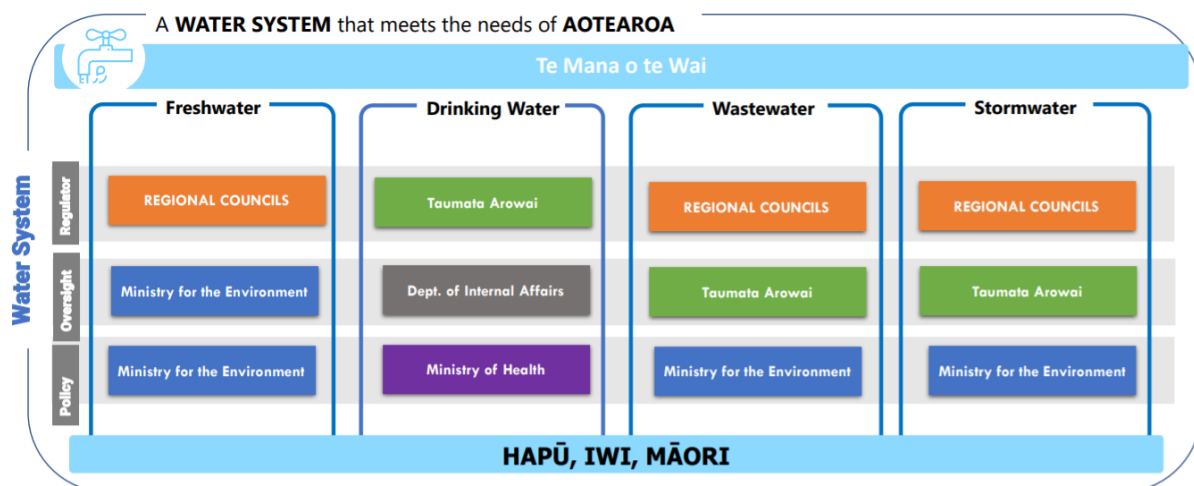 A WATER SYSTEM that meets the needs of AOTEAROA
Te Mana o te Wai
Freshwater
Drinking Water
Wastewater
Stormwater
Water System
Regulator
REGIONAL COUNCILS
Taumata Arowai
REGIONAL COUNCILS
REGIONAL COUNCILS
Oversight
Ministry for the Environment
Dept. of Internal Affairs
Taumata Arowai
Taumata Arowai
Policy
Ministry for the Environment
Ministry of Health
Ministry for the Environment
Ministry for the Environment
HAPŪ, IWI, MĀORI